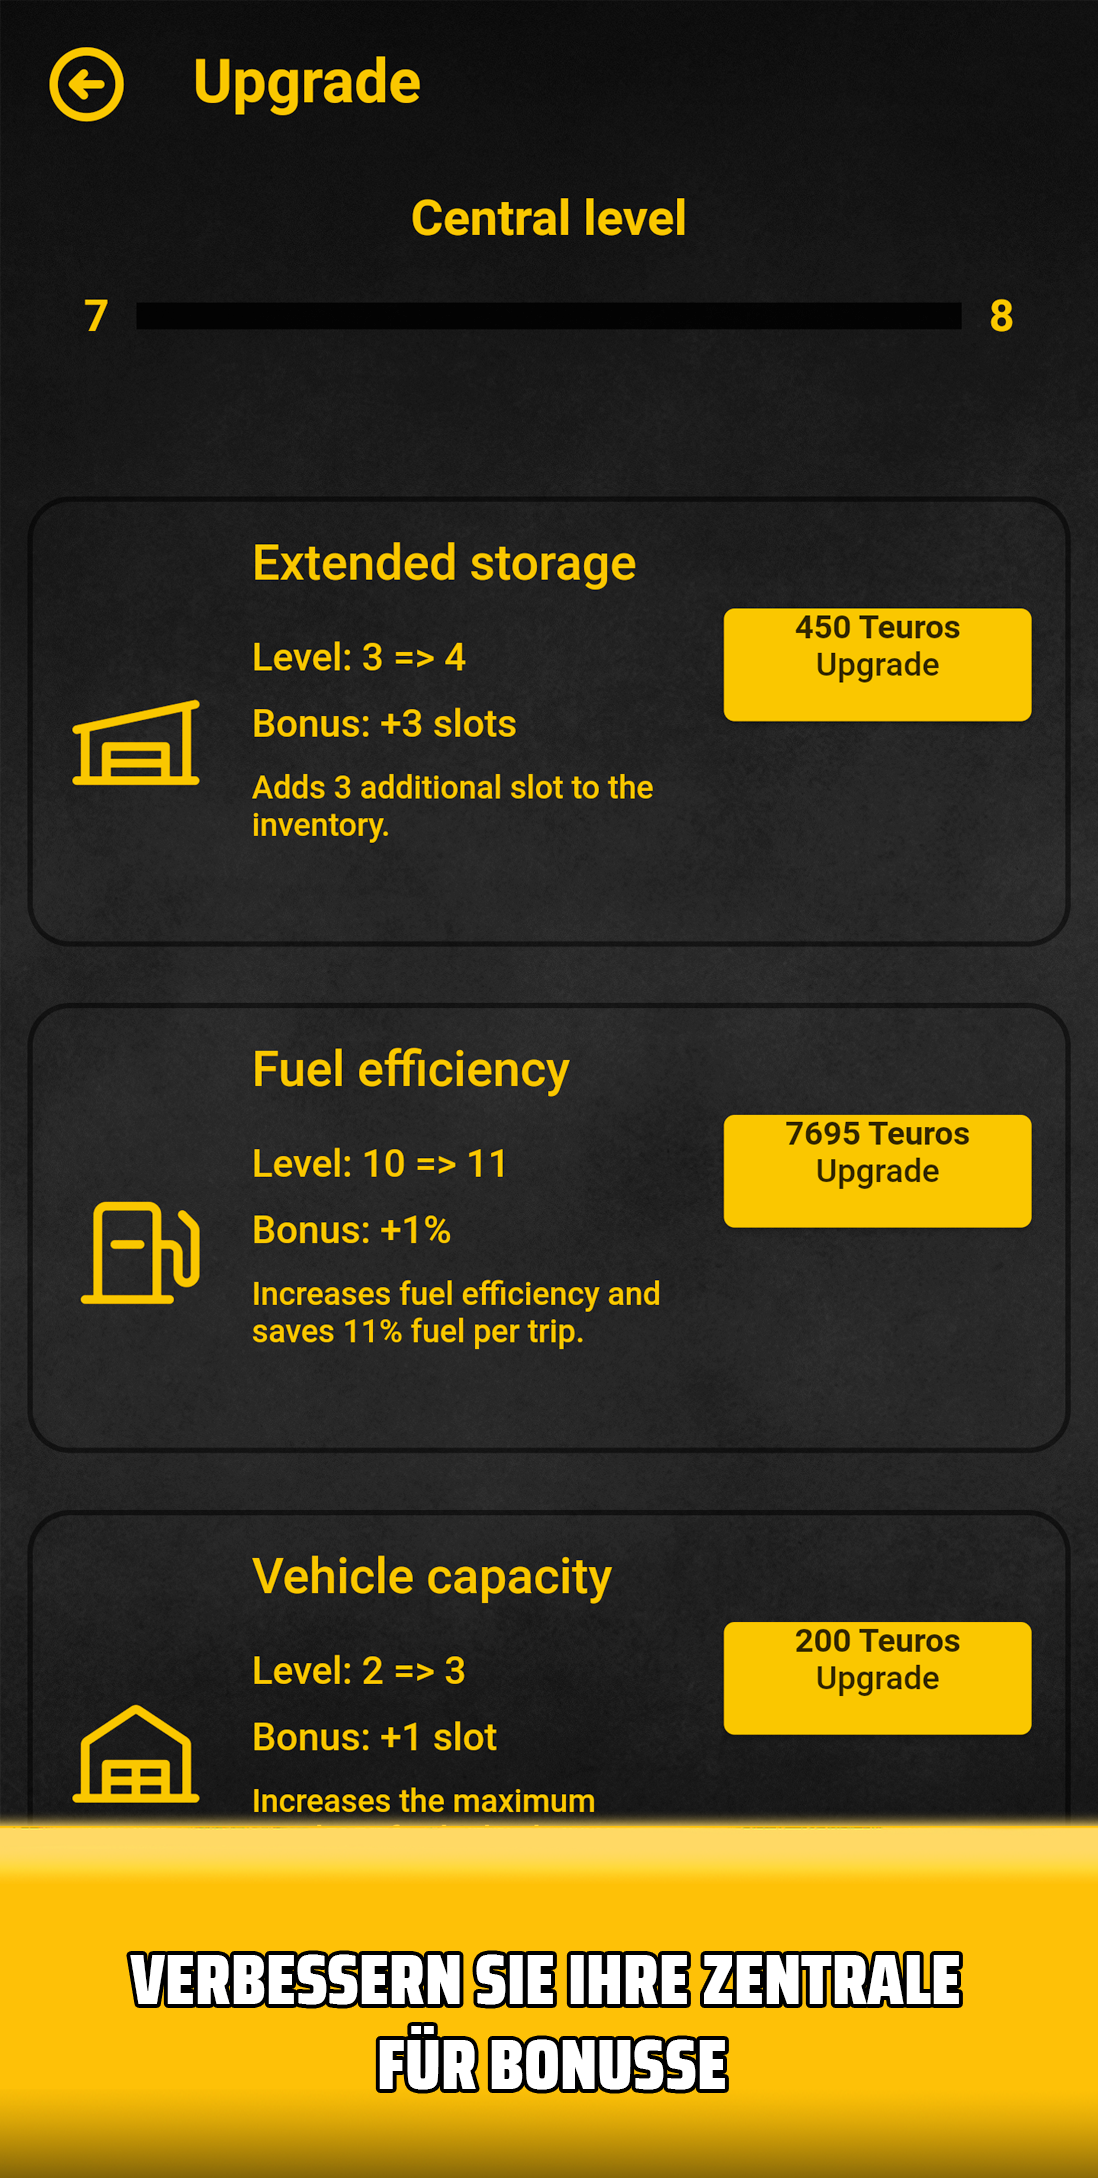 Upgrade
Central level
7
8
Extended storage
450 Teuros
Upgrade
Level: 3 => 4
Bonus: +3 slots
Adds 3 additional slot to the
inventory.
Fuel efficiency
7695 Teuros
Upgrade
Level: 10 => 11
Bonus: +1%
Increases fuel efficiency and
saves 11% fuel per trip.
Vehicle capacity
200 Teuros
Upgrade
Level: 2 => 3
Bonus: +1 slot
Increases the maximum
VERBESSERN SIE IHRE ZENTRALE
FÜR BONUSSE